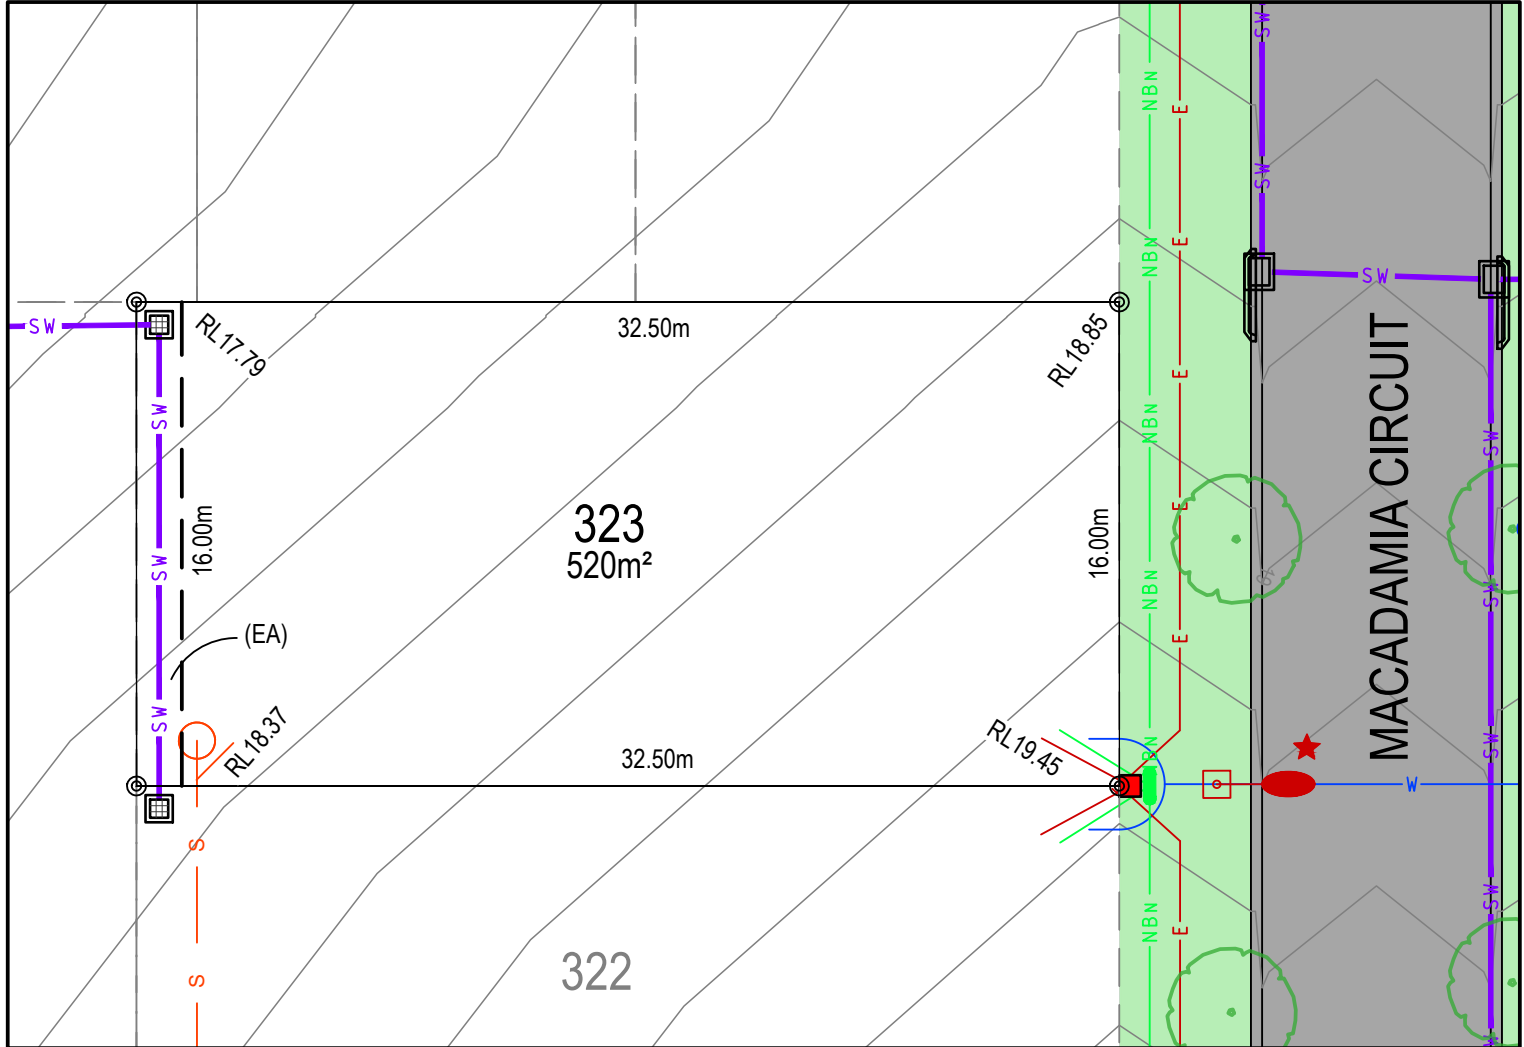 SW
NBN
E
SW
NBN
E
SW
SW
RL17.79
32.50m
RL18.85
E
MACADAMIA CIRCUIT
SW
NBN
SW
323
520m²
16.00m
16.00m
E
SW
NBN
19
SW
(EA)
E
SW
RL18.37
32.50m
RL19.45
NBN
SW
W
S
SW
NBN
E
322
S
SW